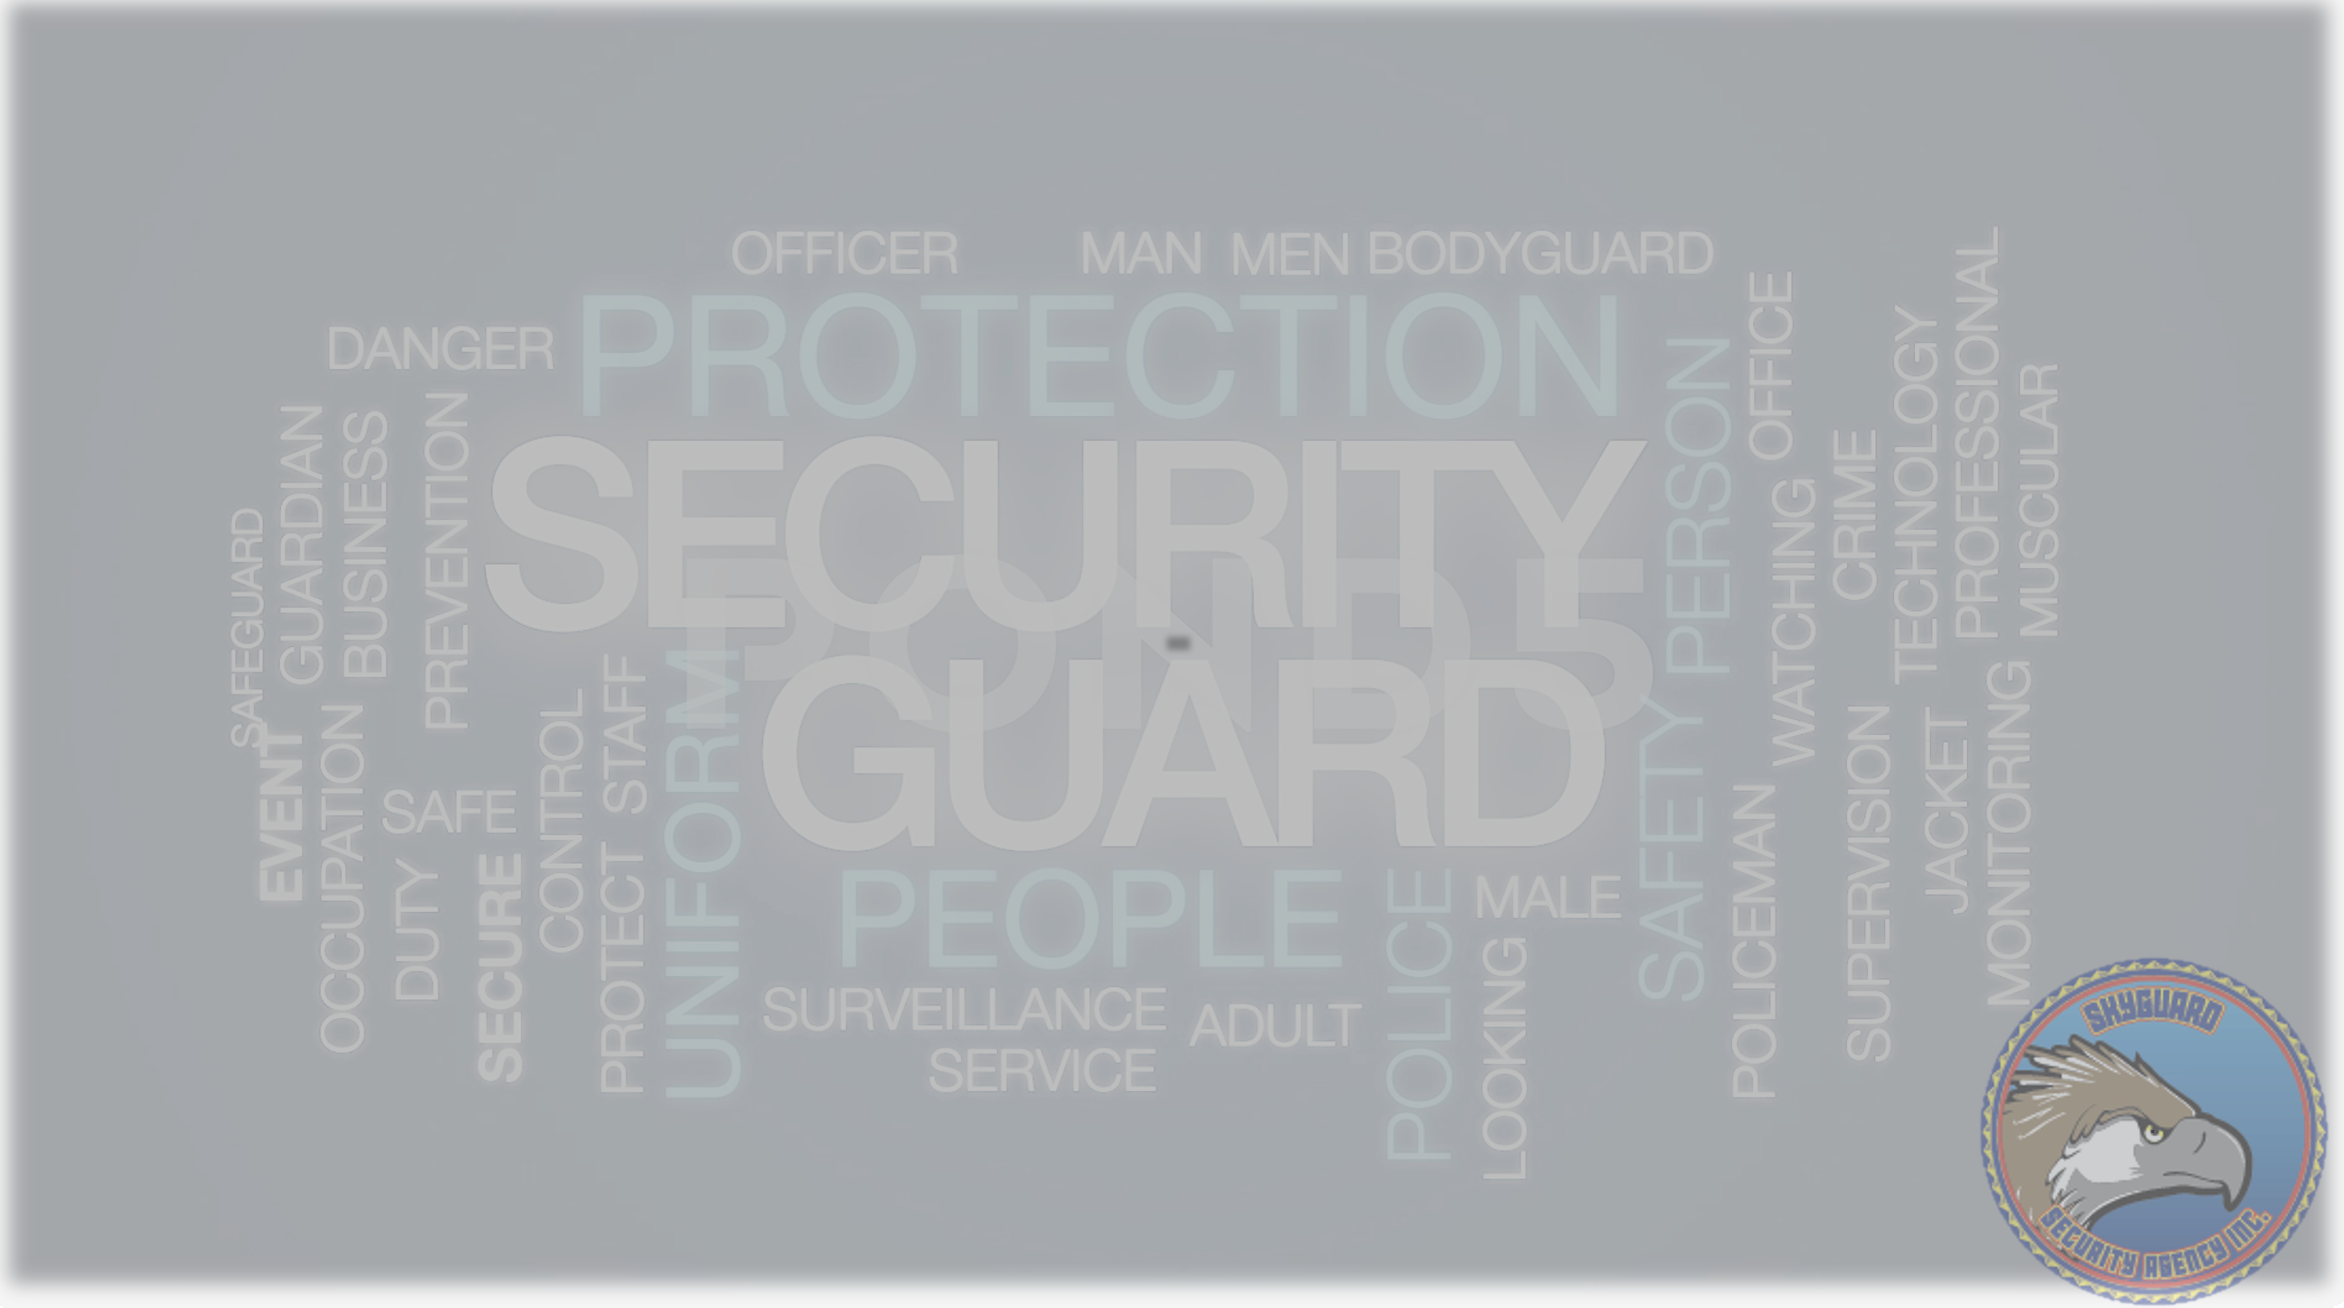 OFFICER
MAN
MEN
BODYGUARD
DANGER
PROTECTION
SECURITY
GUARD
POND5
SAFEGUARD
GUARDIAN
BUSINESS
PREVENTION
EVENT
OCCUPATION
SAFE
DUTY
SECURE
CONTROL
STAFF
PROTECT
UNIFORM
PEOPLE
SURVEILLANCE
ADULT
SERVICE
POLICE
MALE
LOOKING
SAFETY
PERSON
OFFICE
WATCHING
POLICEMAN
CRIME
SUPERVISION
TECHNOLOGY
JACKET
PROFESSIONAL
MUSCULAR
MONITORING
SKYGUARD
SECURITY AGENCY INC.